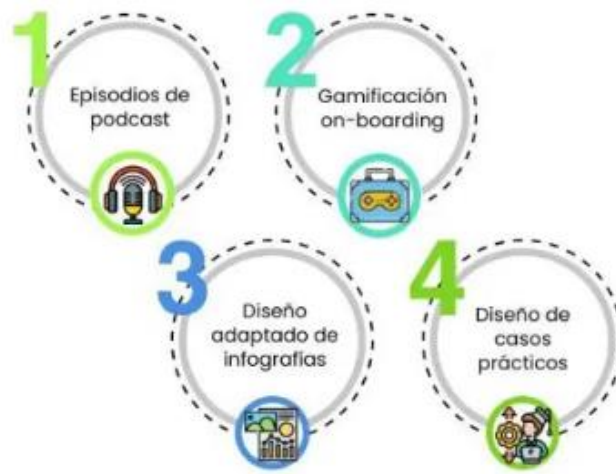 1
Episodios de
podcast
2
Gamificación
on-boarding
3
Diseño
adaptado de
infografías
4
Diseño de
casos
prácticos